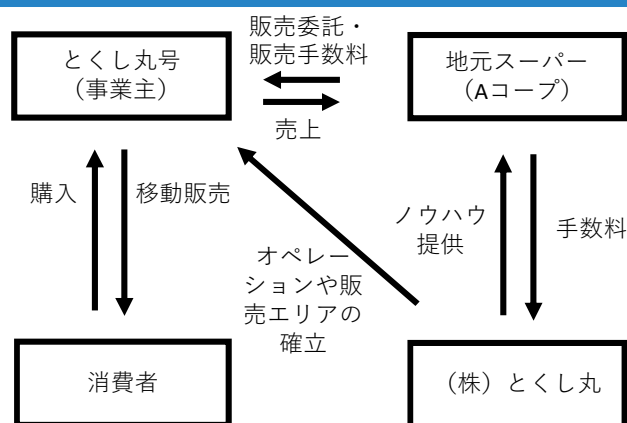 販売委託・
販売手数料
とくし丸号
（事業主）
地元スーパー
（Aコープ）
売上
購入
移動販売
ノウハウ
提供
手数料
オペレー
ションや販
売エリアの
確立
消費者
（株）とくし丸